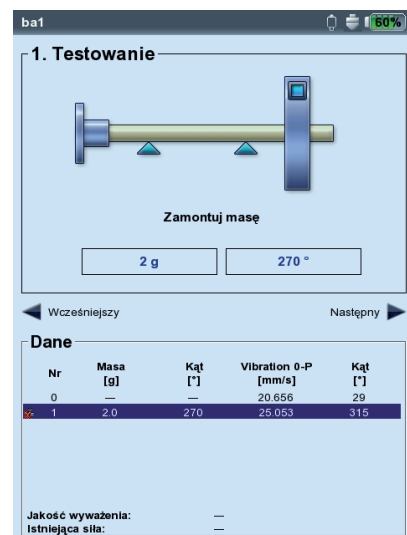 ba1 60%
1. Testowanie
Zamontuj masę
2 g 270 °
Wcześniejszy Następny
Dane
Nr Masa [g] Kąt [°] Vibration 0-P [mm/s] Kąt [°]
0 — — 20.656 29
1 2.0 270 25.053 315
Jakość wyważenia: —
Istniejąca siła: —